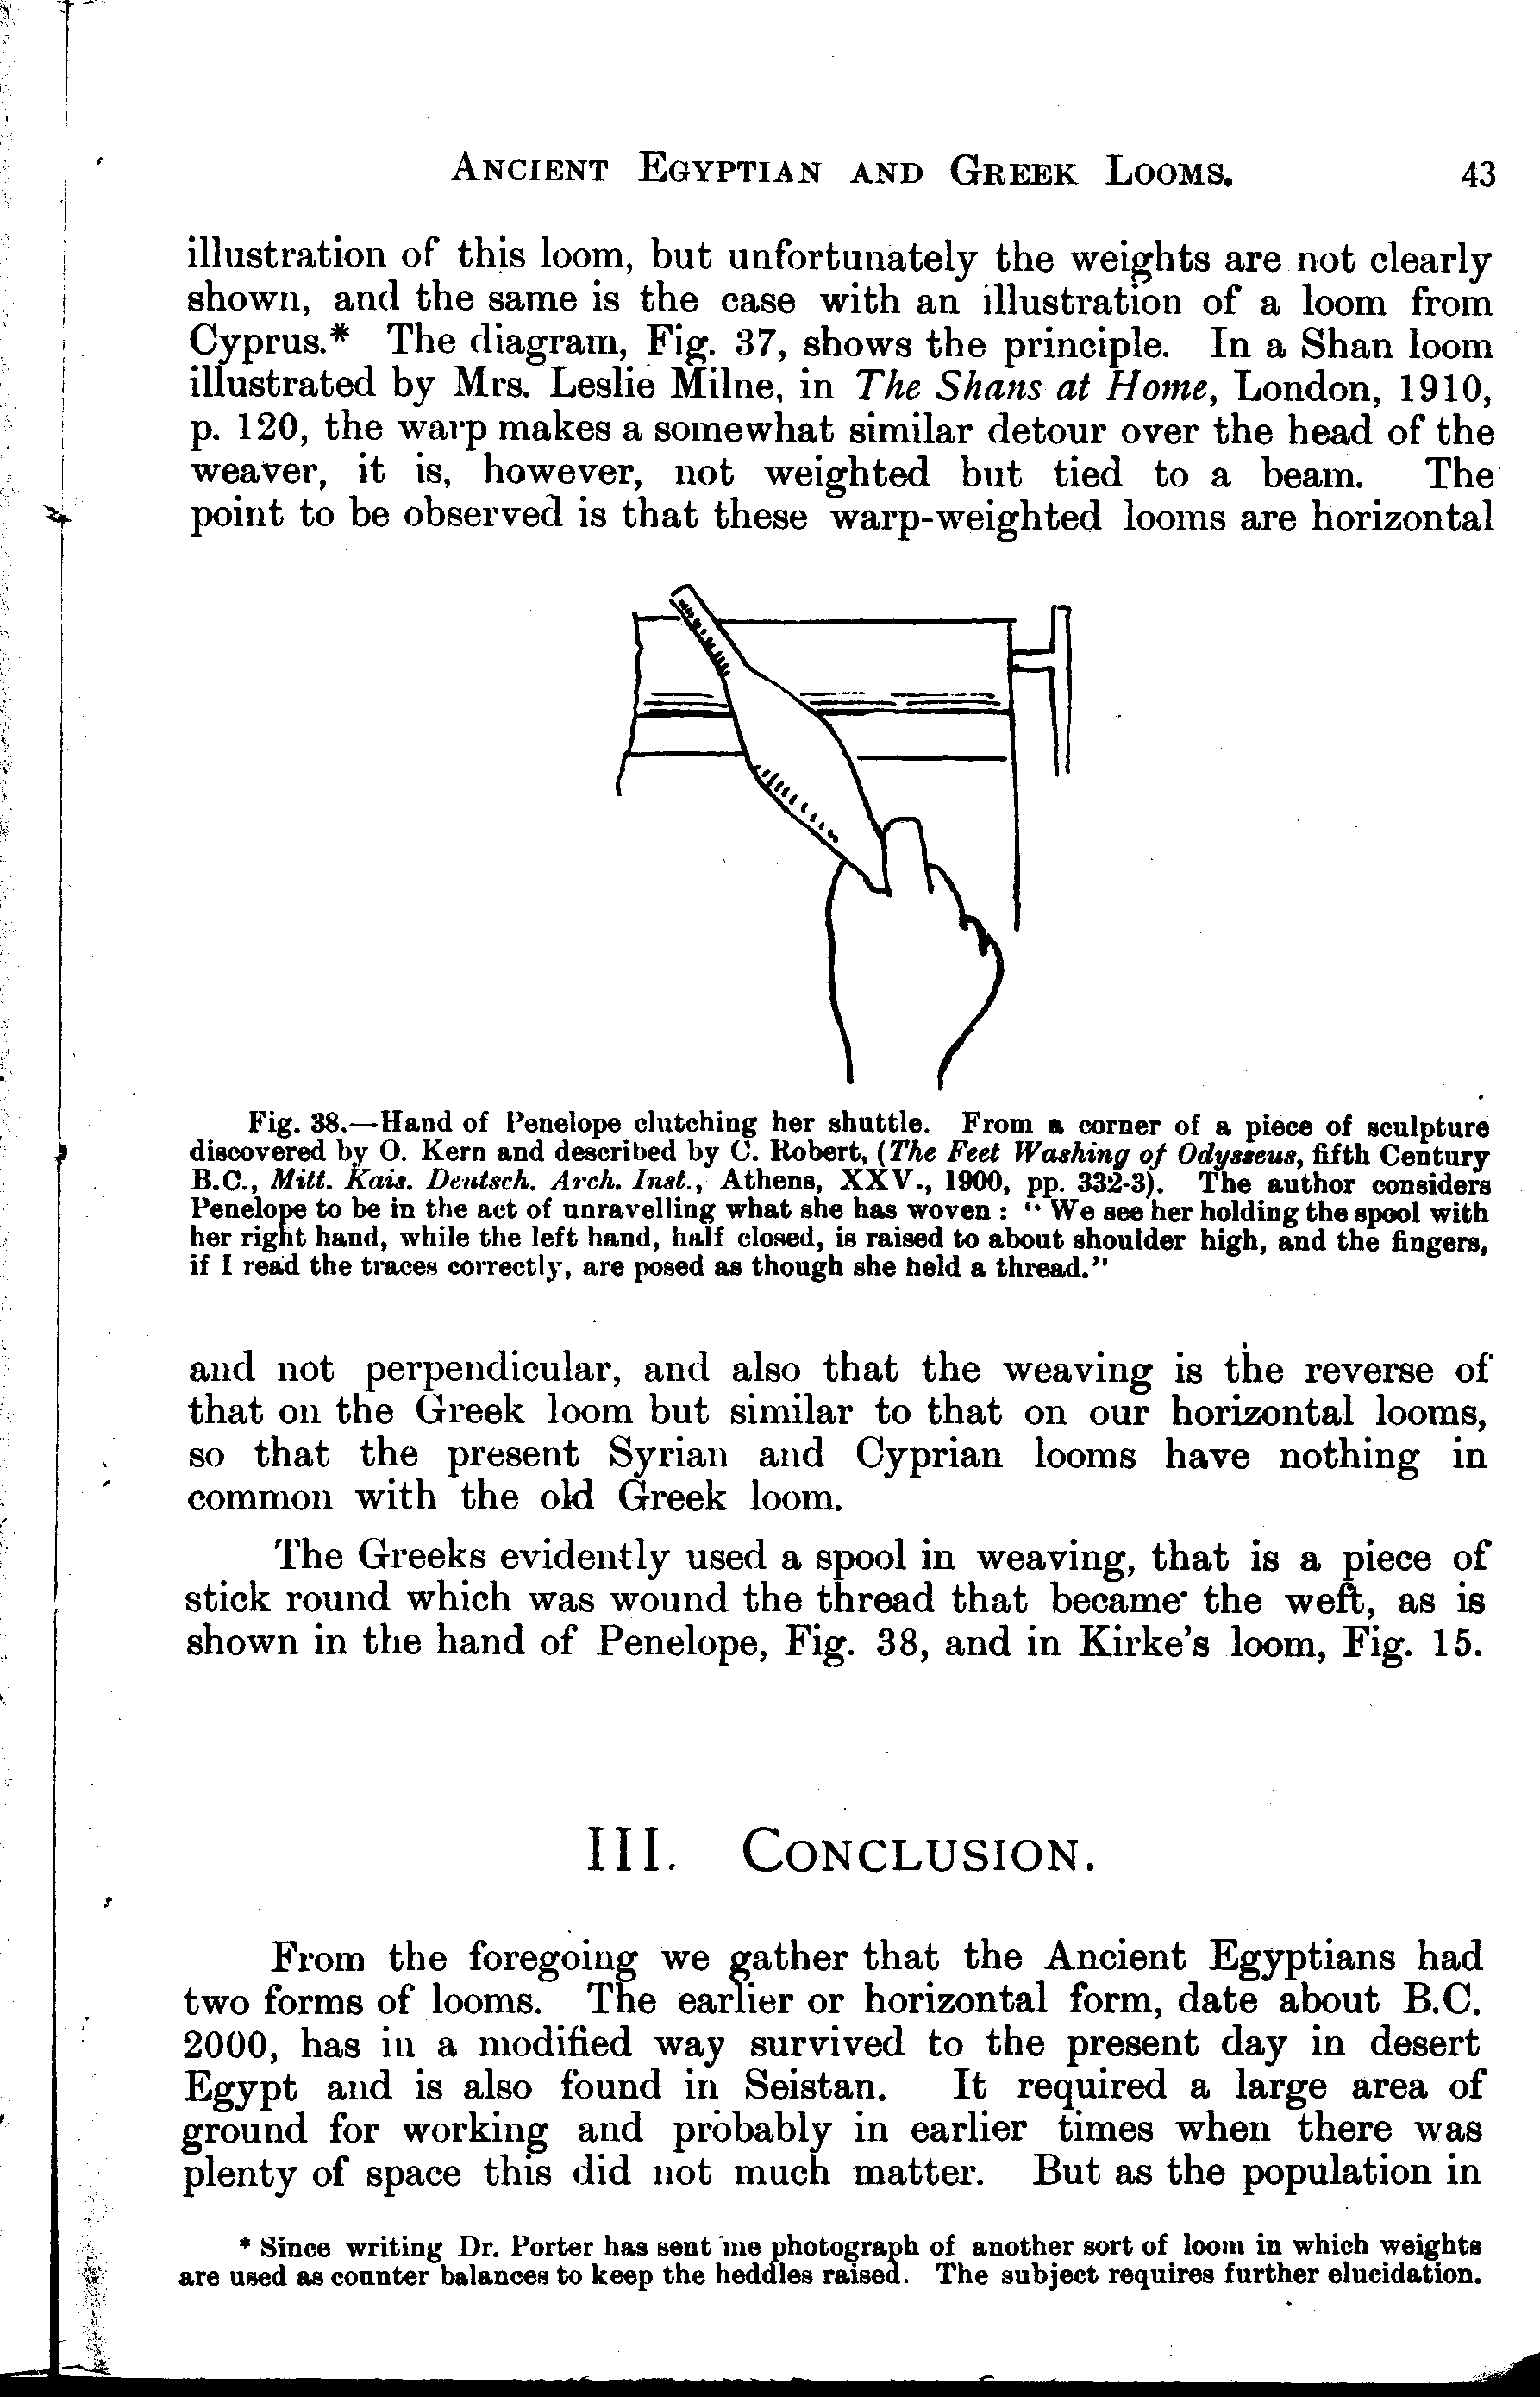 ANCIENT EGYPTIAN AND GREEK LOOMS. 43
illustration of this loom, but unfortunately the weights are not clearly
shown, and the same is the case with an illustration of a loom from
Cyprus.* The diagram, Fig. 37, shows the principle. In a Shan loom
illustrated by Mrs. Leslie Milne, in The Shans at Home, London, 1910,
p. 120, the warp makes a somewhat similar detour over the head of the
weaver, it is, however, not weighted but tied to a beam. The
point to be observed is that these warp-weighted looms are horizontal
Fig. 38.—Hand of Penelope clutching her shuttle. From a corner of a piece of sculpture
discovered by O. Kern and described by C. Robert, (The Feet Washing of Odysseus, fifth Century
B.C., Mitt. Kais. Deutsch. Arch. Inst., Athens, XXV., 1900, pp. 332-3). The author considers
Penelope to be in the act of unravelling what she has woven : “ We see her holding the spool with
her right hand, while the left hand, half closed, is raised to about shoulder high, and the fingers,
if I read the traces correctly, are posed as though she held a thread.”
and not perpendicular, and also that the weaving is the reverse of
that on the Greek loom but similar to that on our horizontal looms,
so that the present Syrian and Cyprian looms have nothing in
common with the old Greek loom.
The Greeks evidently used a spool in weaving, that is a piece of
stick round which was wound the thread that became the weft, as is
shown in the hand of Penelope, Fig. 38, and in Kirke's loom, Fig. 15.
III. CONCLUSION.
From the foregoing we gather that the Ancient Egyptians had
two forms of looms. The earlier or horizontal form, date about B.C.
2000, has in a modified way survived to the present day in desert
Egypt and is also found in Seistan. It required a large area of
ground for working and probably in earlier times when there was
plenty of space this did not much matter. But as the population in
* Since writing Dr. Porter has sent me photograph of another sort of loom in which weights
are used as counter balances to keep the heddles raised. The subject requires further elucidation.